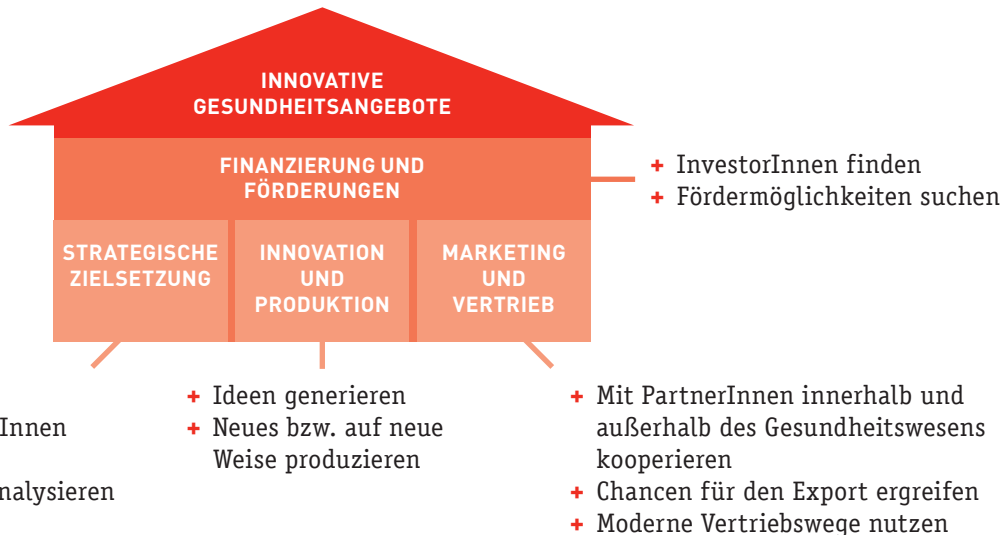 INNOVATIVE
GESUNDHEITSANGEBOTE
FINANZIERUNG UND
FÖRDERUNGEN
+ InvestorInnen finden
+ Fördermöglichkeiten suchen
STRATEGISCHE
ZIELSETZUNG
INNOVATION
UND
PRODUKTION
MARKETING
UND
VERTRIEB
Innen
+ Ideen generieren
+ Neues bzw. auf neue
Weise produzieren
+ Mit PartnerInnen innerhalb und
außerhalb des Gesundheitswesens
kooperieren
+ Chancen für den Export ergreifen
+ Moderne Vertriebswege nutzen